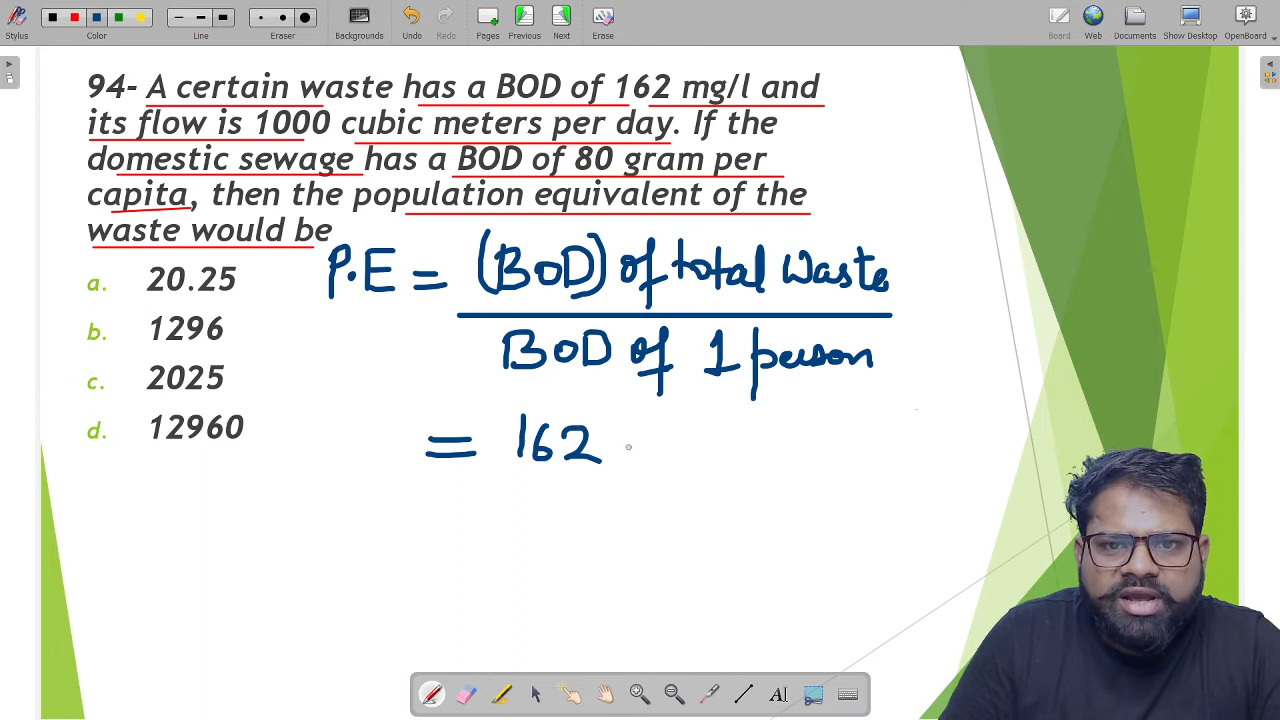 Stylus
Color
Line
Eraser
Backgrounds
Undo
Redo
Pages
Previous
Next
Erase
Board
Web
Documents
Show Desktop
OpenBoard
94- A certain waste has a BOD of 162 mg/l and
its flow is 1000 cubic meters per day. If the
domestic sewage has a BOD of 80 gram per
capita, then the population equivalent of the
waste would be
a. 20.25
b. 1296
c. 2025
d. 12960
P.E = (BOD) of total waste
BOD of 1 person
= 162
AI